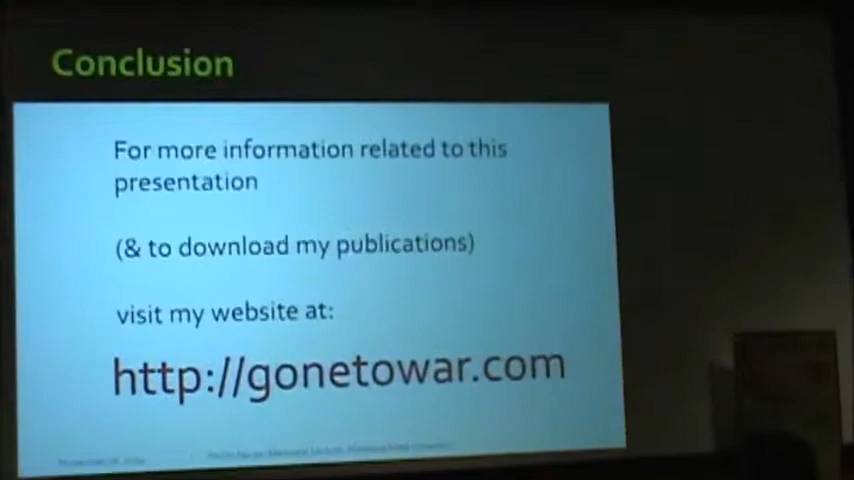 Conclusion
For more information related to this
presentation
(& to download my publications)
visit my website at:
http://gonetowar.com